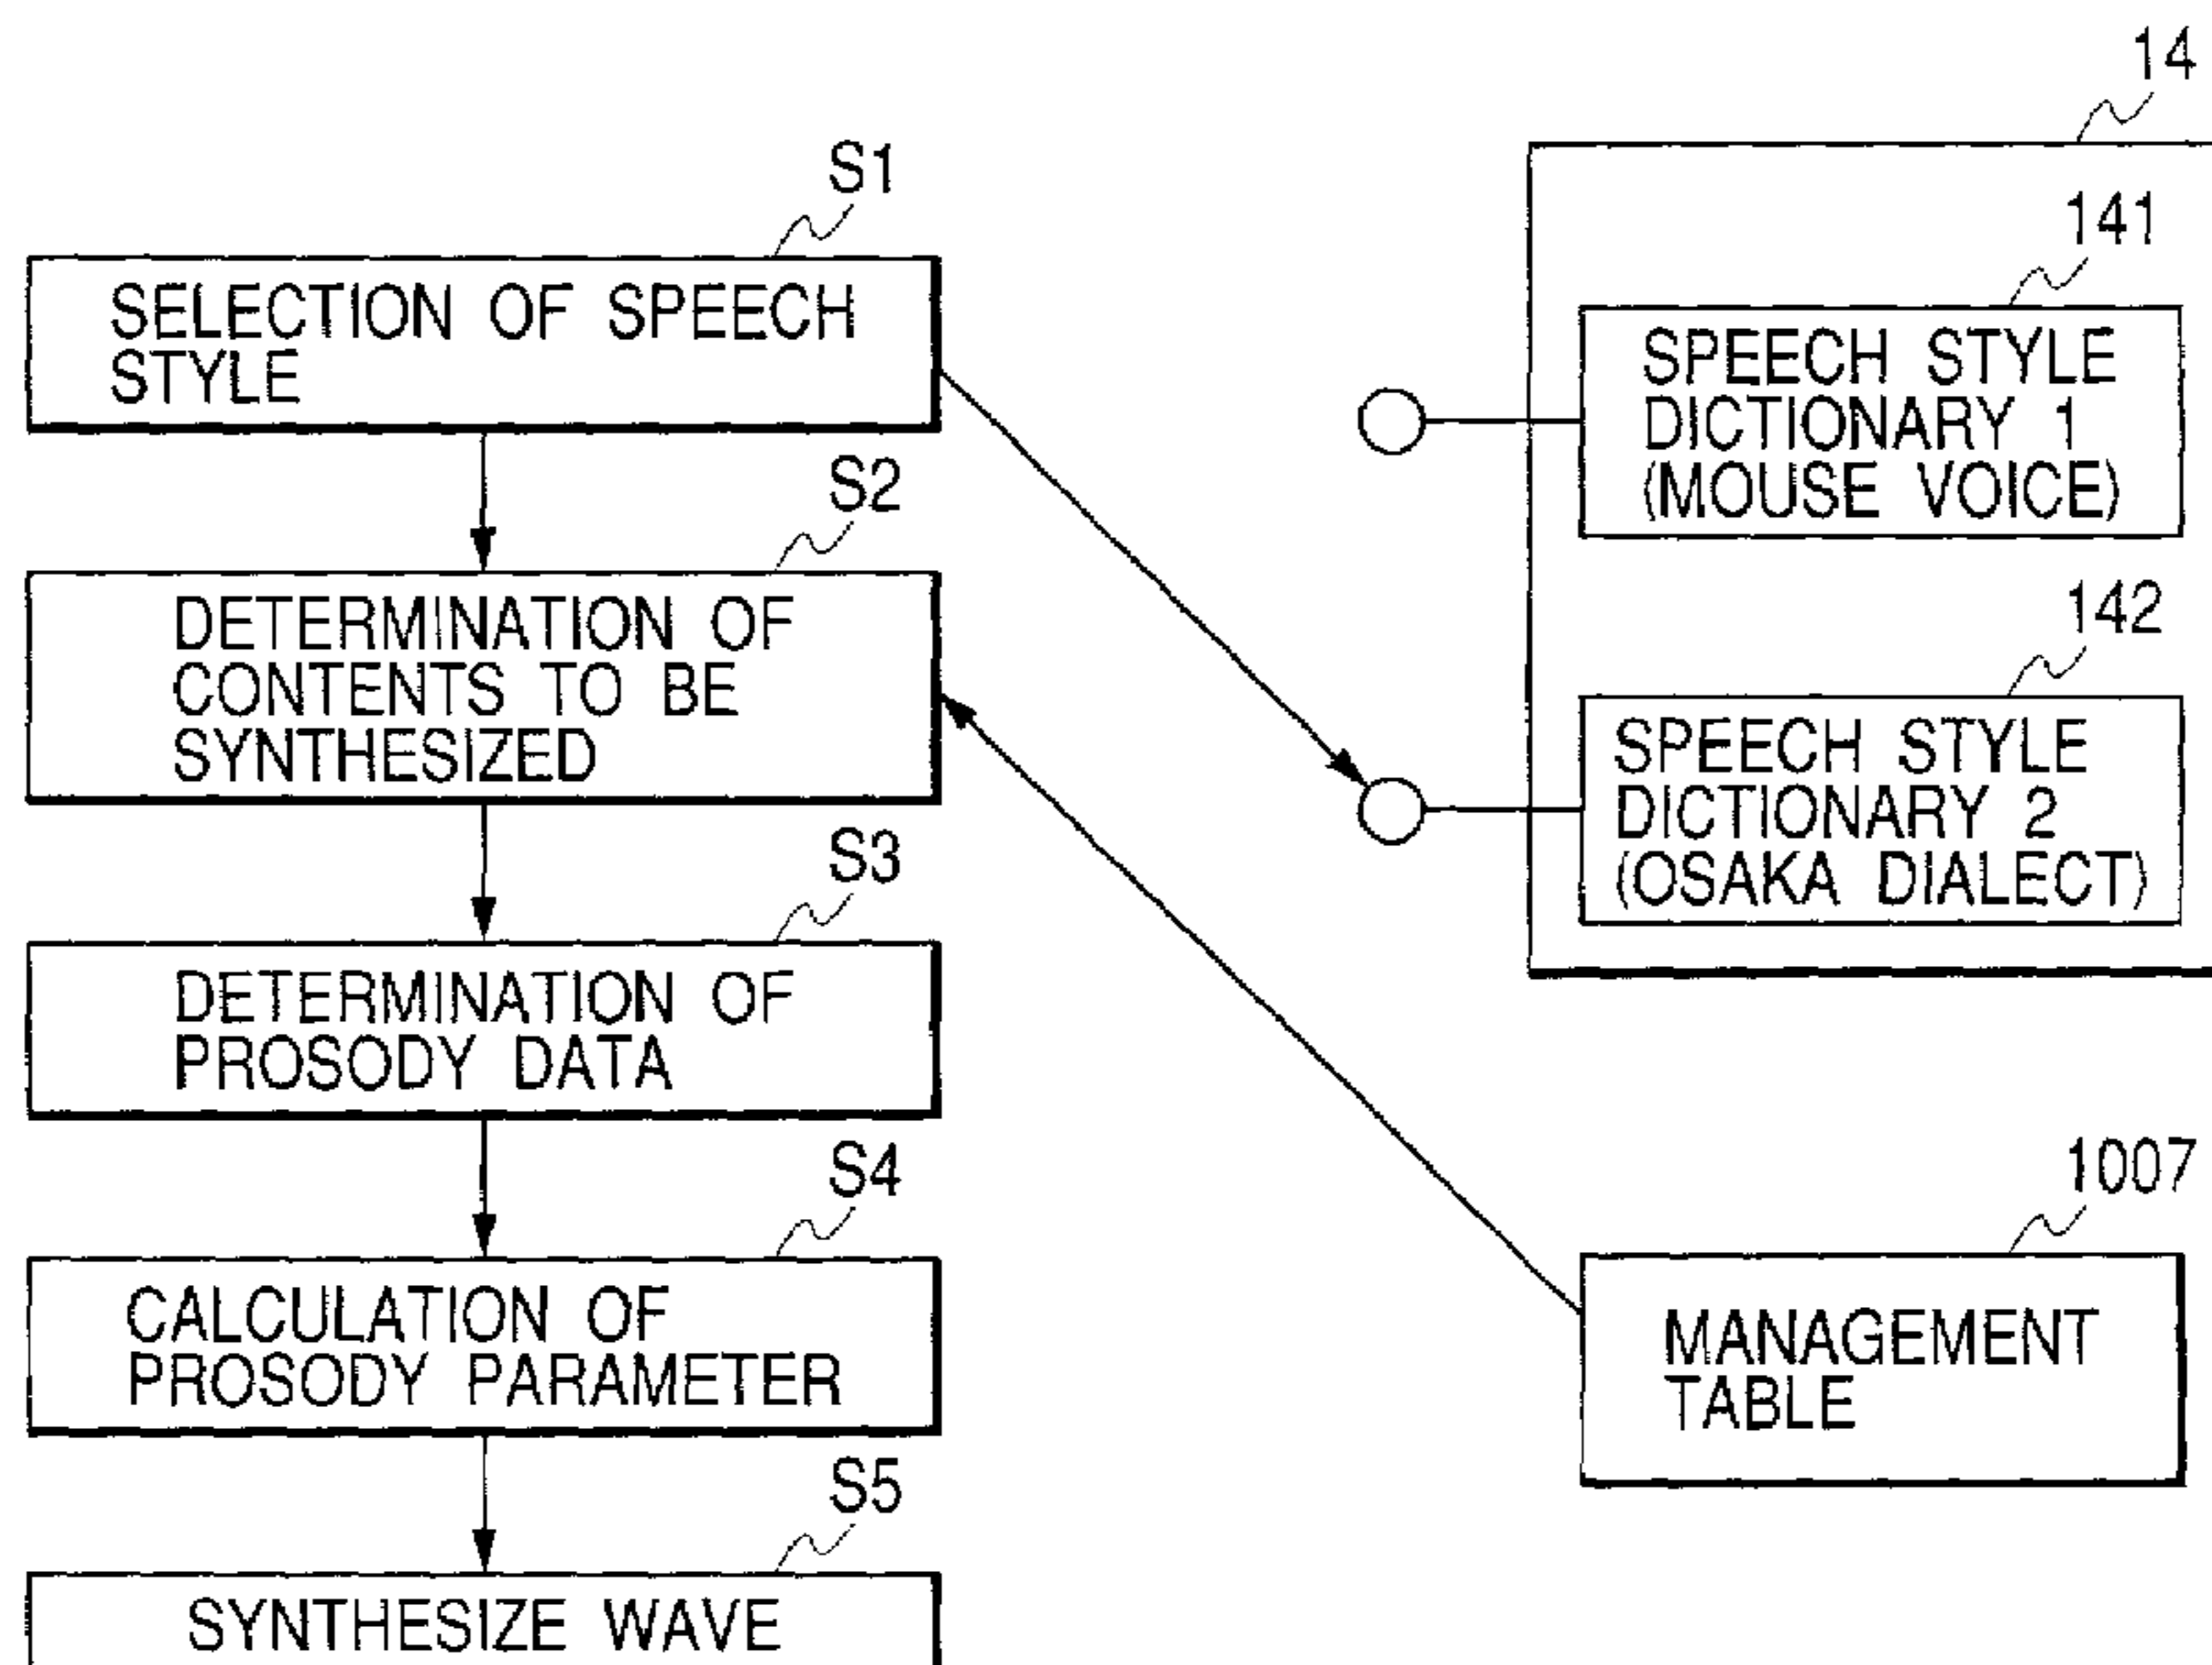 S1
SELECTION OF SPEECH
STYLE
S2
DETERMINATION OF
CONTENTS TO BE
SYNTHESIZED
S3
DETERMINATION OF
PROSODY DATA
S4
CALCULATION OF
PROSODY PARAMETER
S5
SYNTHESIZE WAVE
14
141
SPEECH STYLE
DICTIONARY 1
(MOUSE VOICE)
142
SPEECH STYLE
DICTIONARY 2
(OSAKA DIALECT)
1007
MANAGEMENT
TABLE